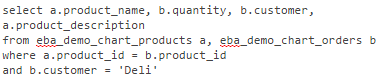 select a.product_name, b.quantity, b.customer,
a.product_description
from eba_demo_chart_products a, eba_demo_chart_orders b
where a.product_id = b.product_id
and b.customer = 'Deli'